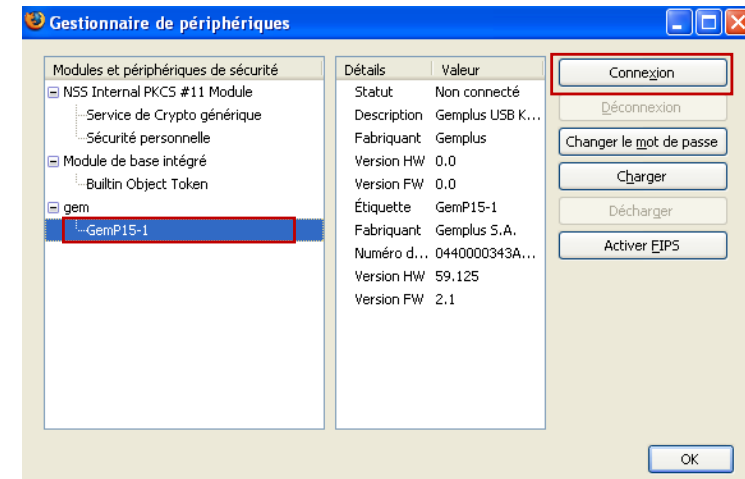 Gestionnaire de périphériques
Modules et périphériques de sécurité
NSS Internal PKCS #11 Module
Service de Crypto générique
Sécurité personnelle
Module de base intégré
Builtin Object Token
gem
GemP15-1
Détails Valeur
Statut Non connecté
Description Gemplus USB K...
Fabriquant Gemplus
Version HW 0.0
Version FW 0.0
Étiquette GemP15-1
Fabriquant Gemplus S.A.
Numéro d... 0440000343A...
Version HW 59.125
Version FW 2.1
Connexion
Déconnexion
Changer le mot de passe
Charger
Décharger
Activer FIPS
OK